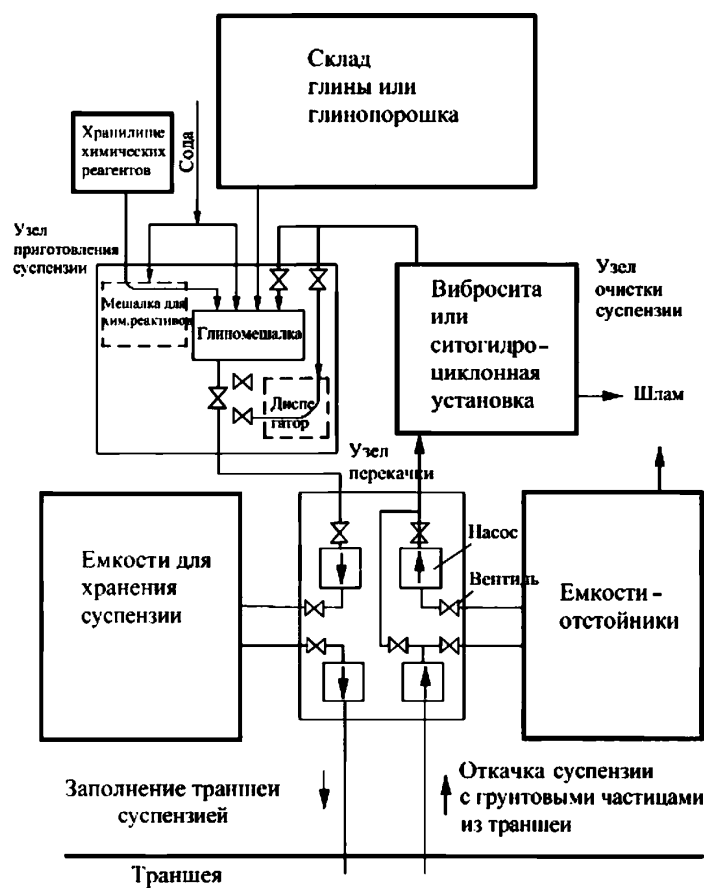 Склад
глины или
глинопорошка
Хранилище
химических
реагентов
Сода
Узел
приготовления
суспензии
Мешалка для
хим.реактивов
Глиномешалка
Диспе
гатор
Вибросита
или
ситогидро-
циклонная
установка
Узел
очистки
суспензии
Шлам
Узел
перекачки
Емкости для
хранения
суспензии
Насос
Вентиль
Емкости-
отстойники
Заполнение траншеи
суспензией
Откачка суспензии
с грунтовыми частицами
из траншеи
Траншея